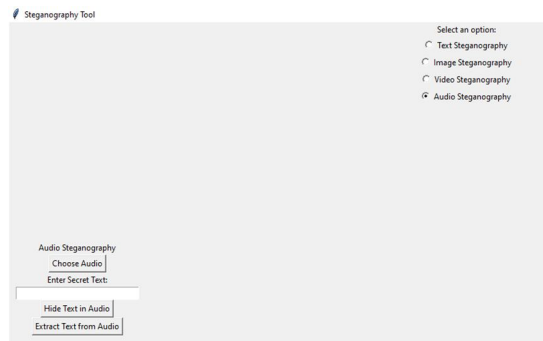 Steganography Tool
Select an option:
Text Steganography
Image Steganography
Video Steganography
Audio Steganography
Audio Steganography
Choose Audio
Enter Secret Text:
Hide Text in Audio
Extract Text from Audio